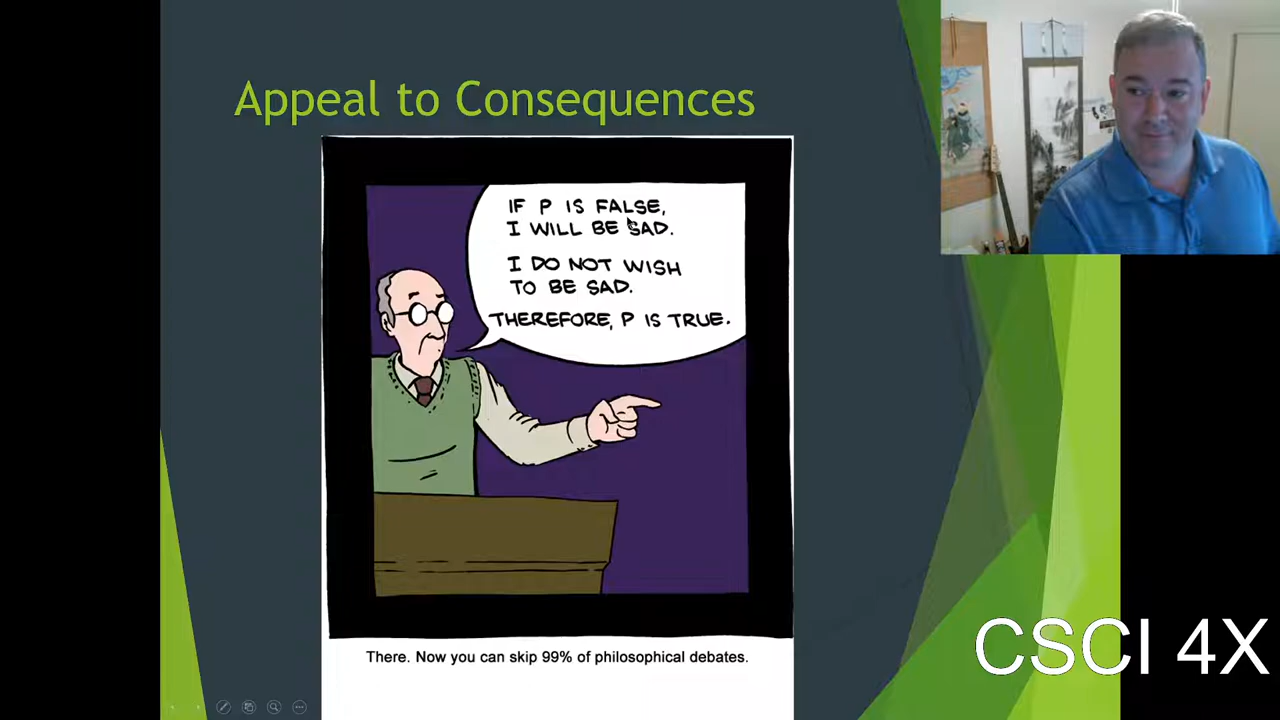 Appeal to Consequences
IF P IS FALSE,
I WILL BE SAD.
I DO NOT WISH
TO BE SAD.
THEREFORE, P IS TRUE.
There. Now you can skip 99% of philosophical debates.
CSCI 4X